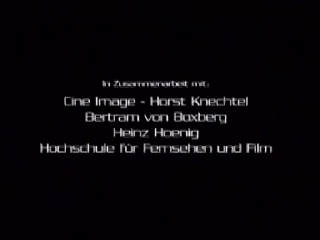 In Zusammenarbeit mit:
Cine Image - Horst Knechtel
Bertram von Boxberg
Heinz Hoenig
Hochschule für Fernsehen und Film